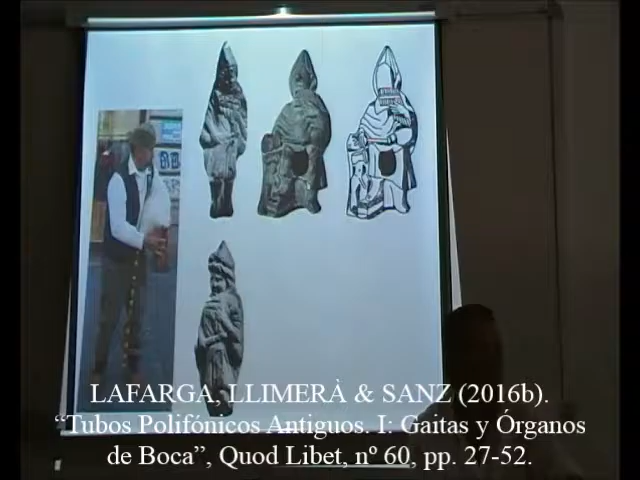 LAFARGA, LLIMERÀ & SANZ (2016b).
“Tubos Polifónicos Antiguos. I: Gaitas y Órganos
de Boca”, Quod Libet, nº 60, pp. 27-52.